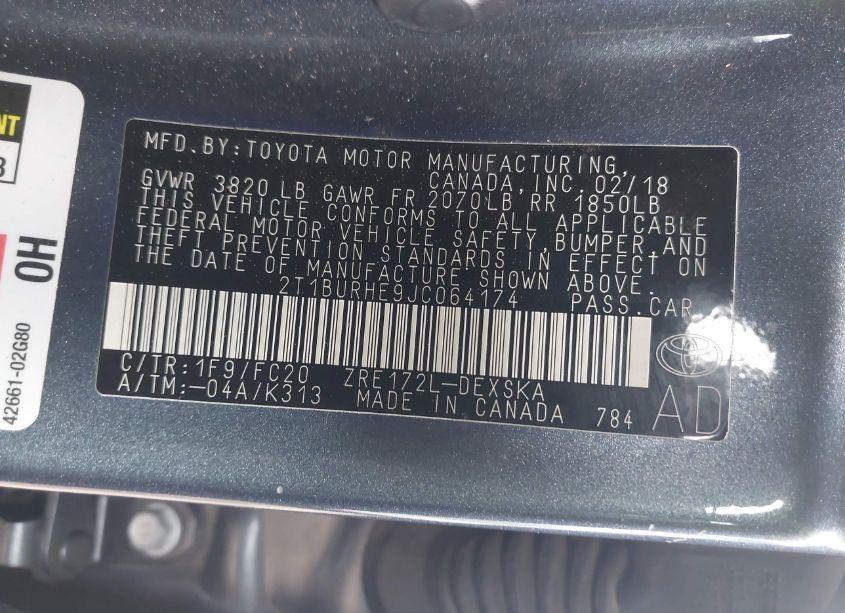 NT
3
HO
42661-02G80
MFD.BY:TOYOTA MOTOR MANUFACTURING,
CANADA,INC.02/18
GVWR 3820 LB GAWR FR 2070LB RR 1850LB
THIS VEHICLE CONFORMS TO ALL APPLICABLE
FEDERAL MOTOR VEHICLE SAFETY,BUMPER,AND
THEFT PREVENTION STANDARDS IN EFFECT ON
THE DATE OF MANUFACTURE SHOWN ABOVE.
2T1BURHE9JC064174 PASS.CAR
C/TR:1F9/FC20 ZRE172L-DEXSKA
A/TM:-04A/K313 MADE IN CANADA 784
AD